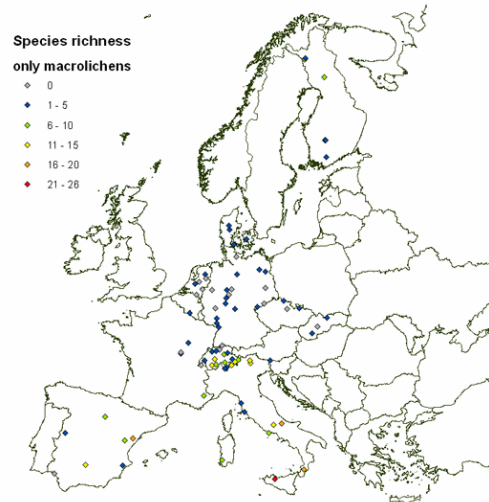 Species richness
only macrolichens
0
1 - 5
6 - 10
11 - 15
16 - 20
21 - 26